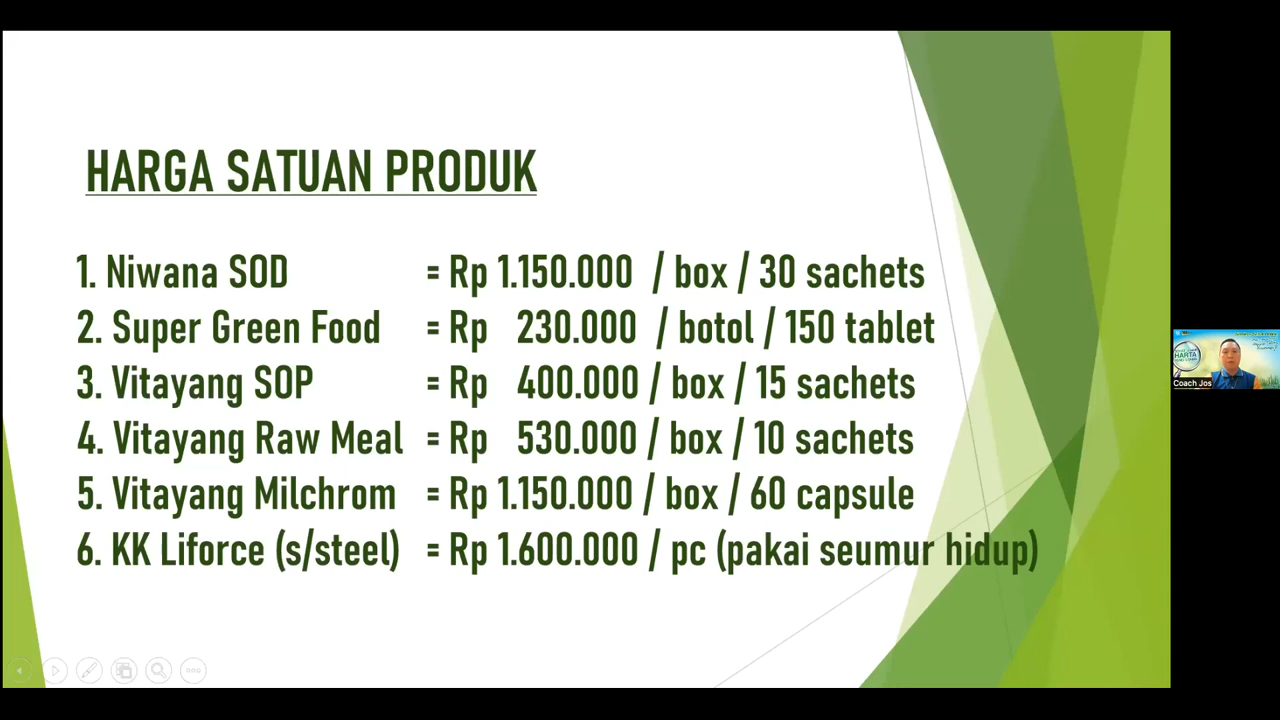 HARGA SATUAN PRODUK
1. Niwana SOD = Rp 1.150.000 / box / 30 sachets
2. Super Green Food = Rp 230.000 / botol / 150 tablet
3. Vitayang SOP = Rp 400.000 / box / 15 sachets
4. Vitayang Raw Meal = Rp 530.000 / box / 10 sachets
5. Vitayang Milchrom = Rp 1.150.000 / box / 60 capsule
6. KK Liforce (s/steel) = Rp 1.600.000 / pc (pakai seumur hidup)
HARTA
Coach Jos